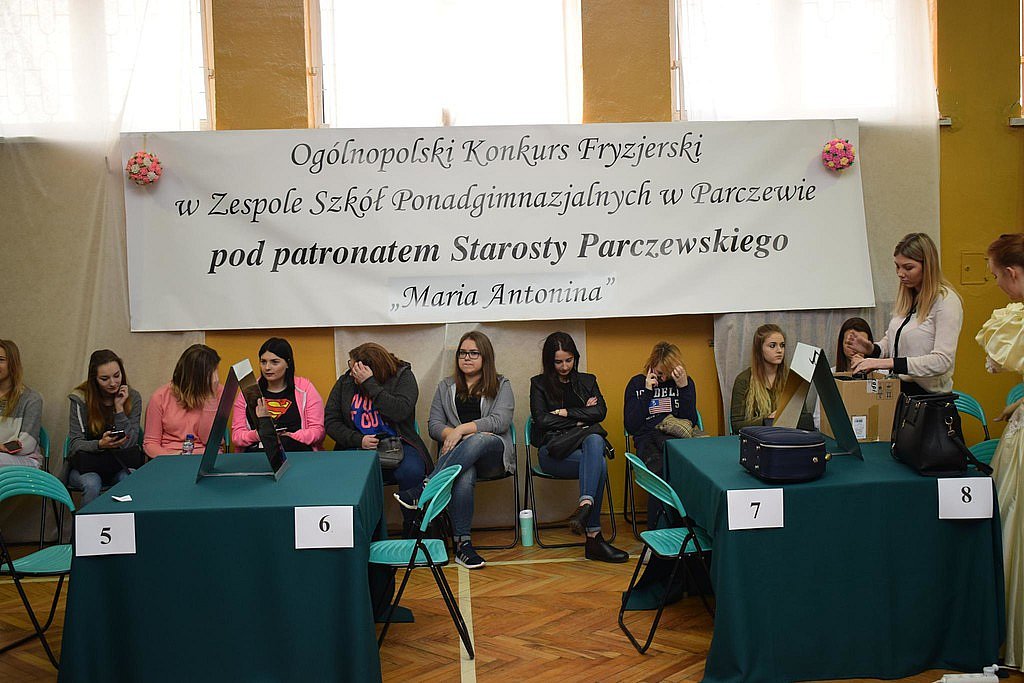 Ogólnopolski Konkurs Fryzjerski
w Zespole Szkół Ponadgimnazjalnych w Parczewie
pod patronatem Starosty Parczewskiego
„Maria Antonina”
5
6
7
8